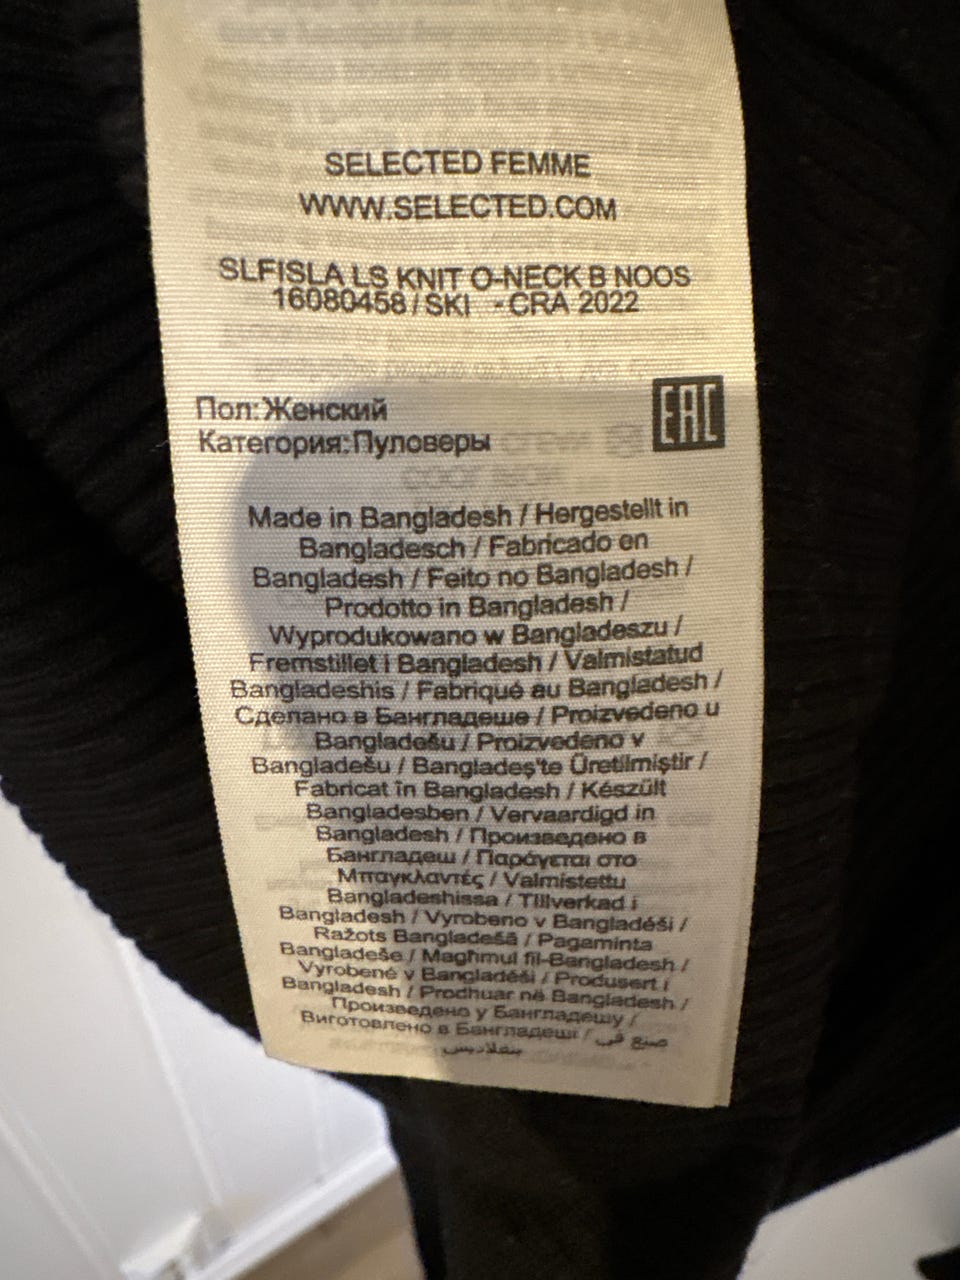 SELECTED FEMME
WWW.SELECTED.COM
SLFISLA LS KNIT O-NECK B NOOS
16080458 / SKI - CRA 2022
Пол:Женский
Категория:Пуловеры
EAC
Made in Bangladesh / Hergestellt in
Bangladesch / Fabricado en
Bangladesh / Feito no Bangladesh /
Prodotto in Bangladesh /
Wyprodukowano w Bangladeszu /
Fremstillet i Bangladesh / Valmistatud
Bangladeshis / Fabriqué au Bangladesh /
Сделано в Бангладеше / Proizvedeno u
Bangladešu / Proizvedeno v
Bangladešu / Bangladeş'te Üretilmiştir /
Fabricat în Bangladesh / Készült
Bangladesben / Vervaardigd in
Bangladesh / Произведено в
Бангладеш / Παράγεται στο
Μπαγκλαντές / Valmistettu
Bangladeshissa / Tillverkad i
Bangladesh / Vyrobeno v Bangladéši /
Ražots Bangladešā / Pagaminta
Bangladeše / Magħmul fil-Bangladesh /
Vyrobené v Bangladéši / Produsert i
Bangladesh / Prodhuar në Bangladesh /
Произведено у Бангладешу /
Виготовлено в Бангладеші / صنع في
بنغلاديس